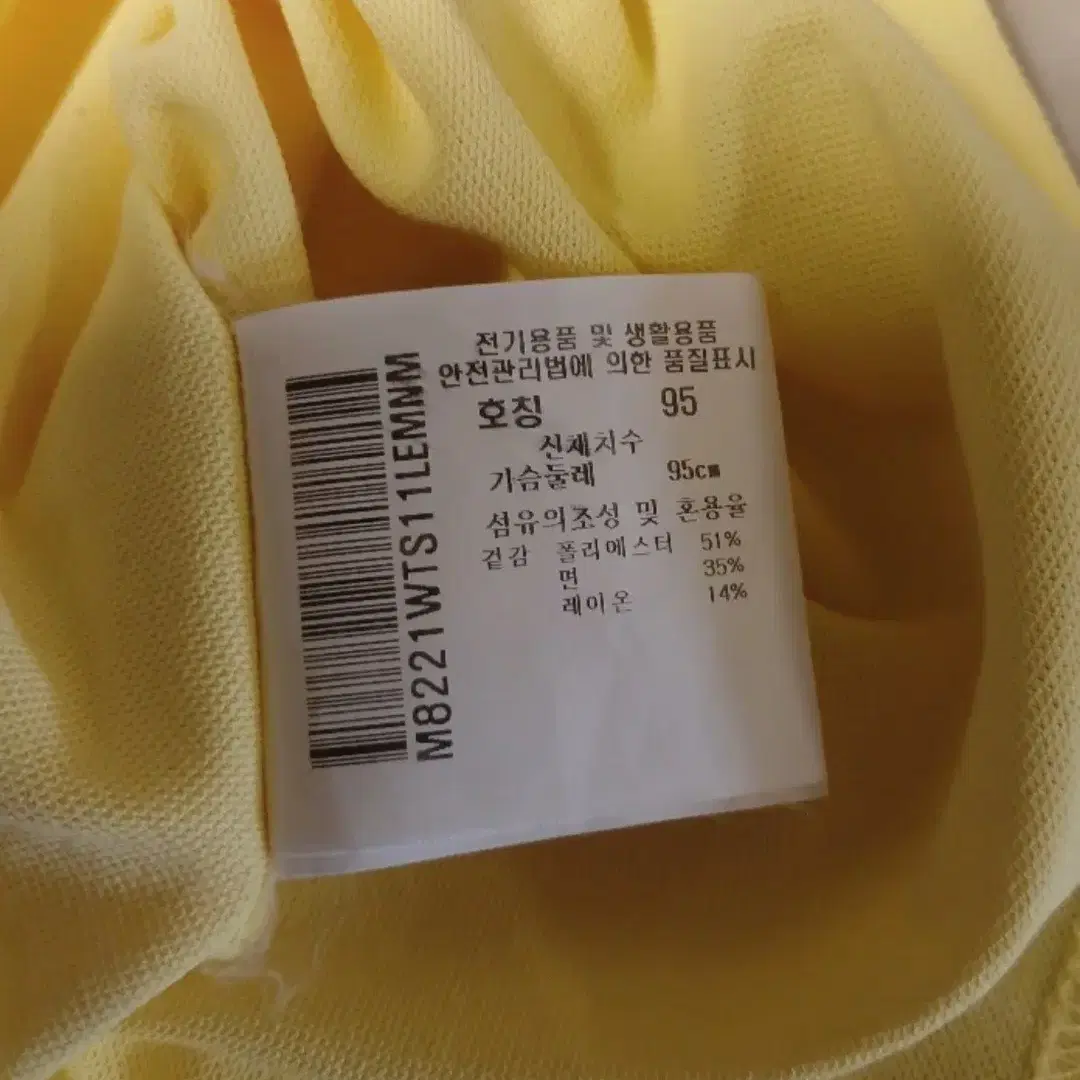 전기용품 및 생활용품
안전관리법에 의한 품질표시
호칭 95
신체치수
가슴둘레 95cm
섬유의조성 및 혼용율
겉감 폴리에스터 51%
면 35%
레이온 14%
M8221WTS11LEMNM